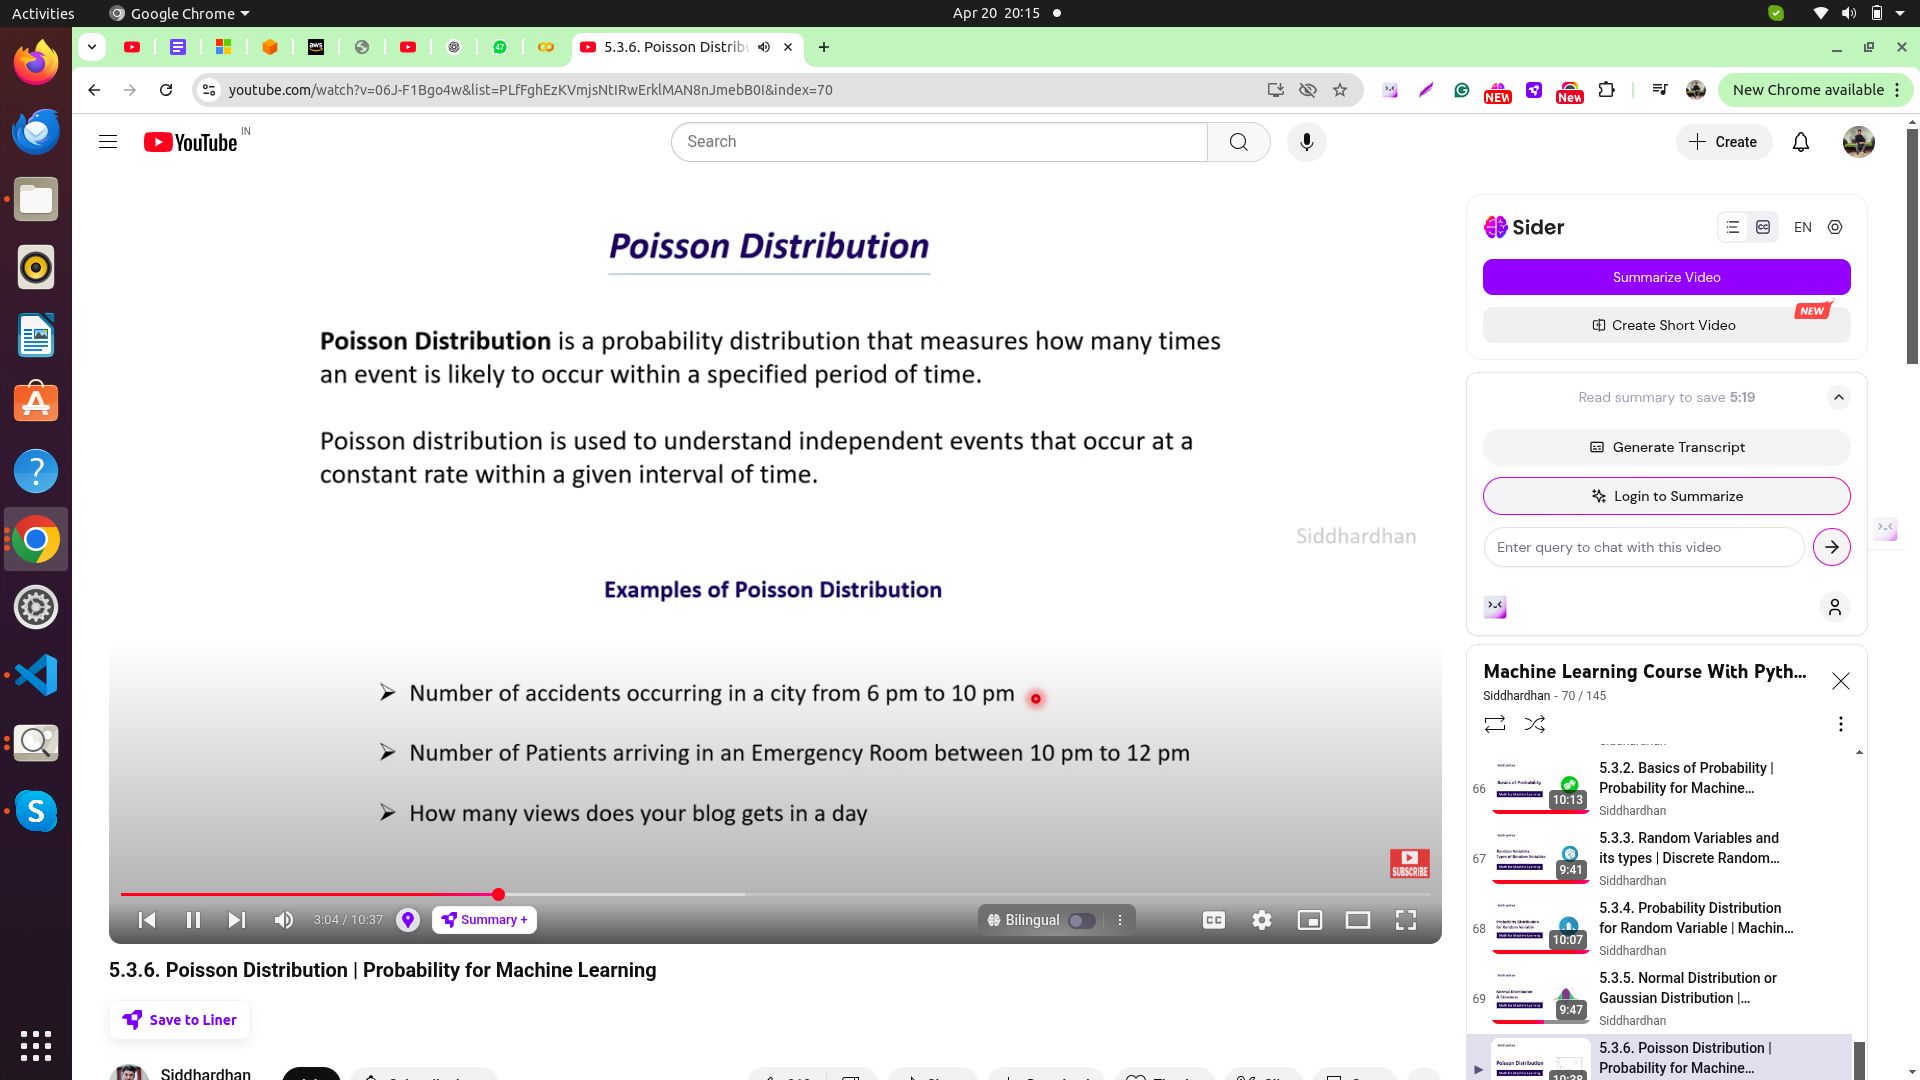 Activities
Google Chrome
Apr 20 20:15
5.3.6. Poisson Distribu
youtube.com/watch?v=06J-F1Bgo4w&list=PLfFghEzKVmjsNtIRwErklMAN8nJmebB0I&index=70
NEW
New
New Chrome available
YouTube
IN
Search
Create
Poisson Distribution
Poisson Distribution is a probability distribution that measures how many times
an event is likely to occur within a specified period of time.
Poisson distribution is used to understand independent events that occur at a
constant rate within a given interval of time.
Siddhardhan
Examples of Poisson Distribution
Number of accidents occurring in a city from 6 pm to 10 pm
Number of Patients arriving in an Emergency Room between 10 pm to 12 pm
How many views does your blog gets in a day
SUBSCRIBE
3:04 / 10:37
Summary +
Bilingual
CC
5.3.6. Poisson Distribution | Probability for Machine Learning
Save to Liner
Siddhardhan
Sider
EN
Summarize Video
NEW
Create Short Video
Read summary to save 5:19
Generate Transcript
Login to Summarize
Enter query to chat with this video
Machine Learning Course With Pyth...
Siddhardhan - 70 / 145
66
Basics of Probability
10:13
5.3.2. Basics of Probability |
Probability for Machine...
Siddhardhan
67
9:41
5.3.3. Random Variables and
its types | Discrete Random...
Siddhardhan
68
10:07
5.3.4. Probability Distribution
for Random Variable | Machin...
Siddhardhan
69
9:47
5.3.5. Normal Distribution or
Gaussian Distribution |...
Siddhardhan
Poisson Distribution
10:38
5.3.6. Poisson Distribution |
Probability for Machine...